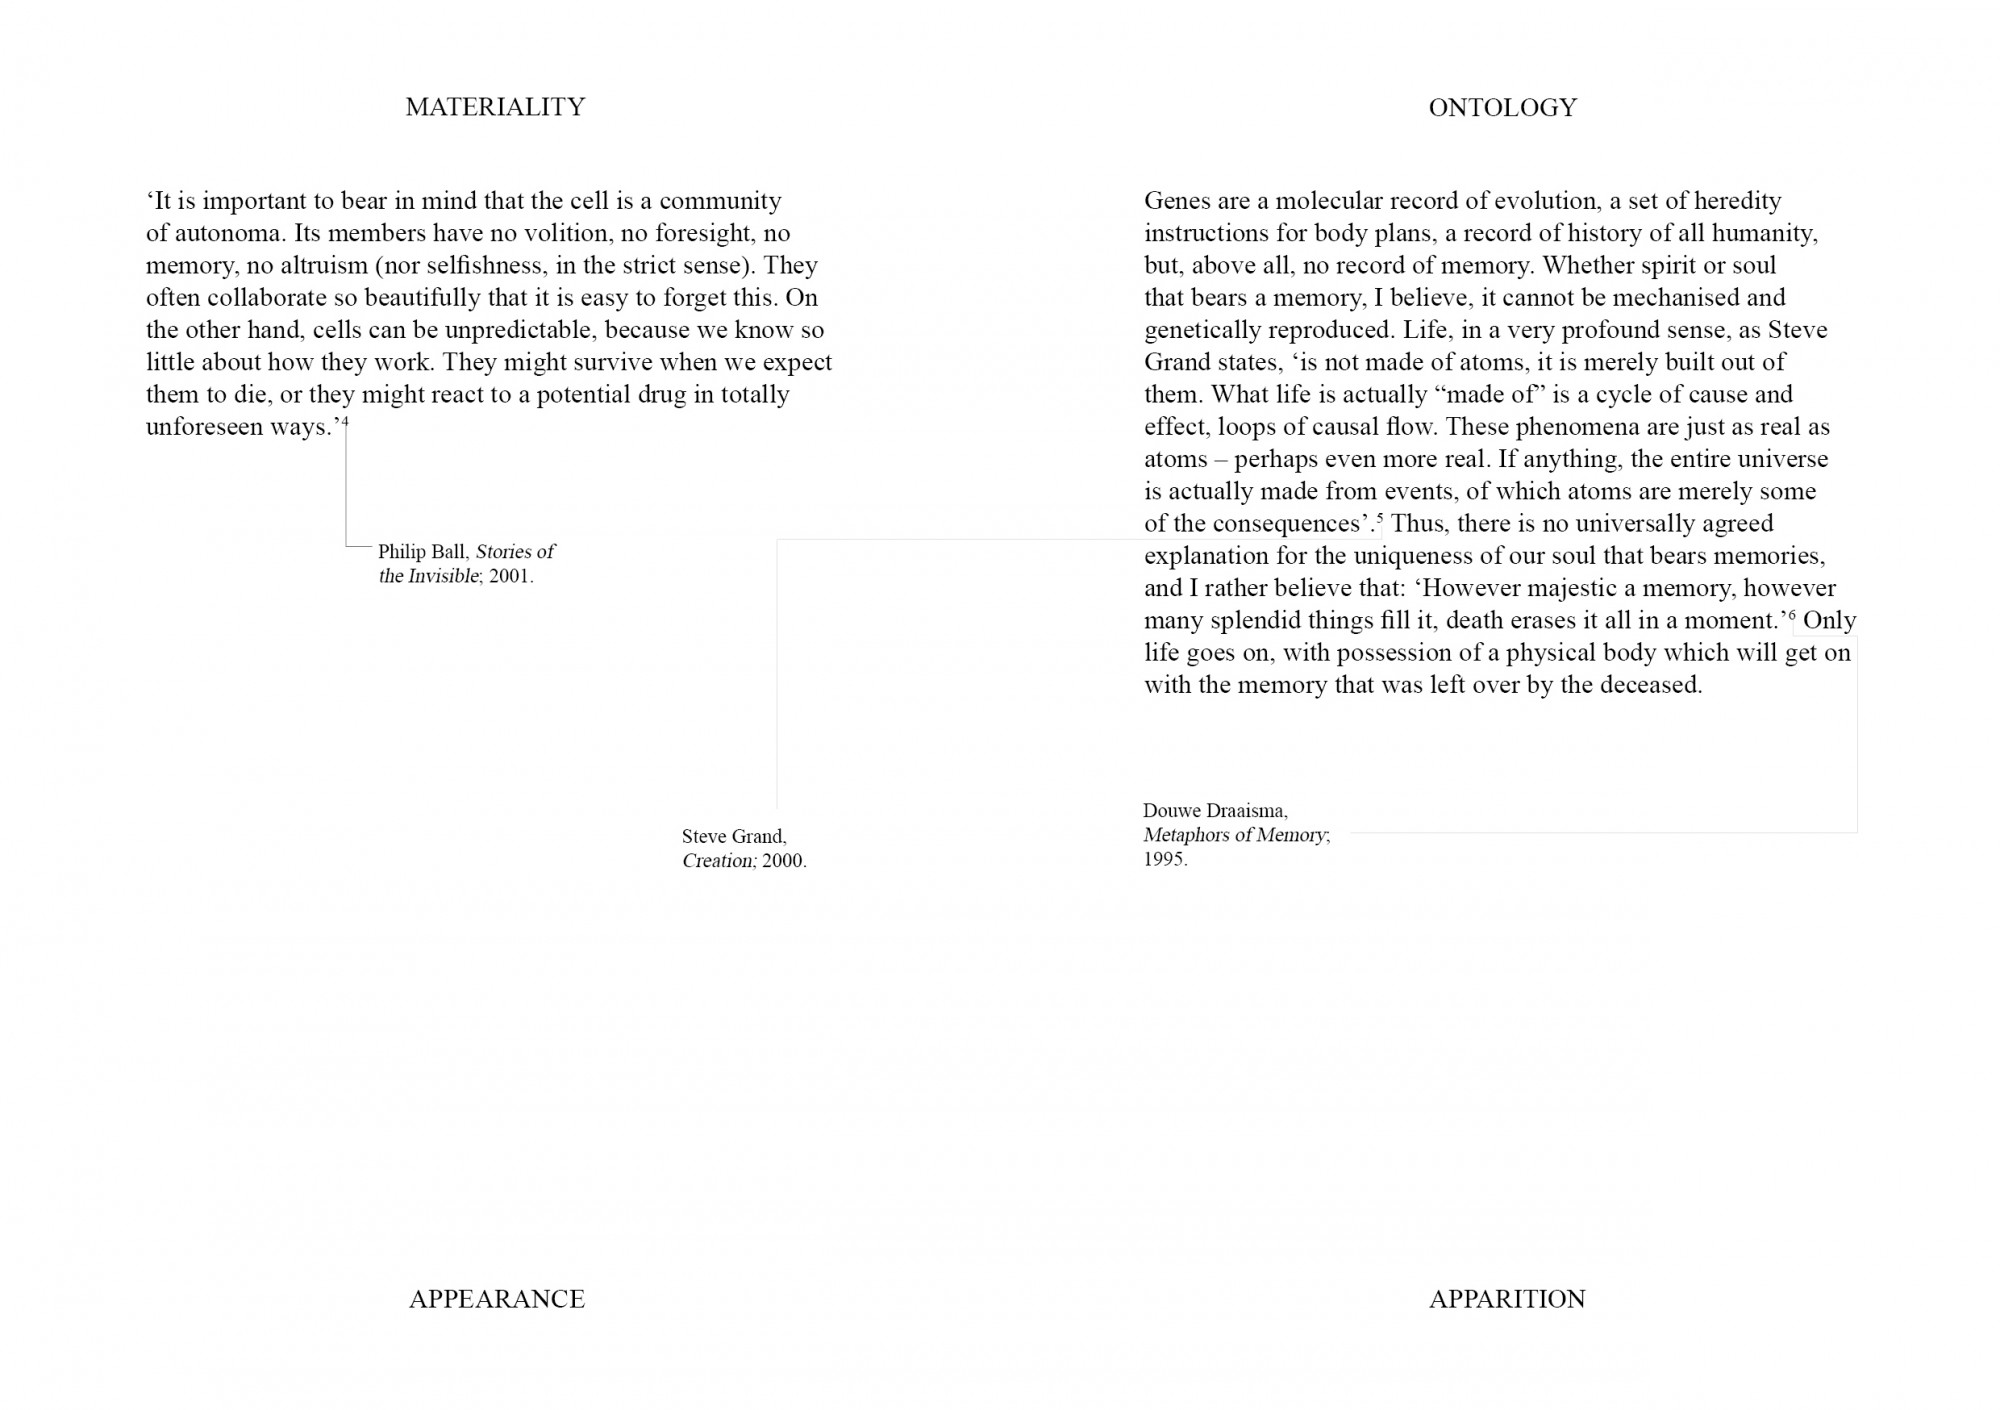 MATERIALITY
‘It is important to bear in mind that the cell is a community
of autonoma. Its members have no volition, no foresight, no
memory, no altruism (nor selfishness, in the strict sense). They
often collaborate so beautifully that it is easy to forget this. On
the other hand, cells can be unpredictable, because we know so
little about how they work. They might survive when we expect
them to die, or they might react to a potential drug in totally
unforeseen ways.’⁴
Philip Ball, Stories of
the Invisible; 2001.
Steve Grand,
Creation; 2000.
APPEARANCE
ONTOLOGY
Genes are a molecular record of evolution, a set of heredity
instructions for body plans, a record of history of all humanity,
but, above all, no record of memory. Whether spirit or soul
that bears a memory, I believe, it cannot be mechanised and
genetically reproduced. Life, in a very profound sense, as Steve
Grand states, ‘is not made of atoms, it is merely built out of
them. What life is actually “made of” is a cycle of cause and
effect, loops of causal flow. These phenomena are just as real as
atoms – perhaps even more real. If anything, the entire universe
is actually made from events, of which atoms are merely some
of the consequences’.⁵ Thus, there is no universally agreed
explanation for the uniqueness of our soul that bears memories,
and I rather believe that: ‘However majestic a memory, however
many splendid things fill it, death erases it all in a moment.’⁶ Only
life goes on, with possession of a physical body which will get on
with the memory that was left over by the deceased.
Douwe Draaisma,
Metaphors of Memory;
1995.
APPARITION